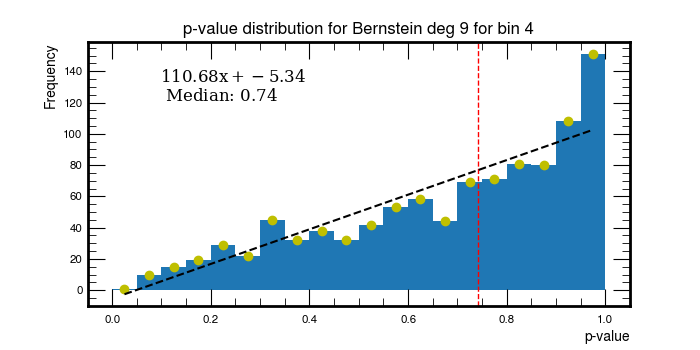 p-value distribution for Bernstein deg 9 for bin 4
Frequency
110.68x + −5.34
Median: 0.74
140
120
100
80
60
40
20
0
0.0 0.2 0.4 0.6 0.8 1.0
p-value